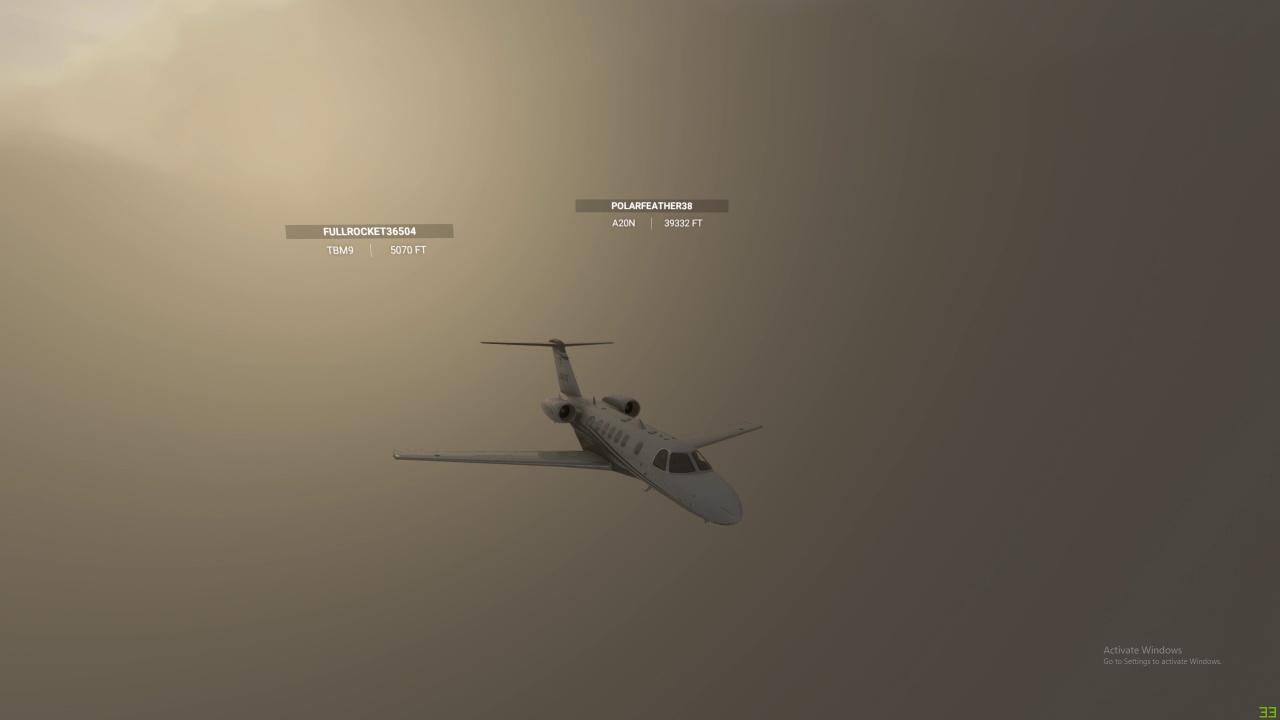 POLARFEATHER38
A20N | 39332 FT
FULLROCKET36504
TBM9 | 5070 FT
Activate Windows
Go to Settings to activate Windows.
33